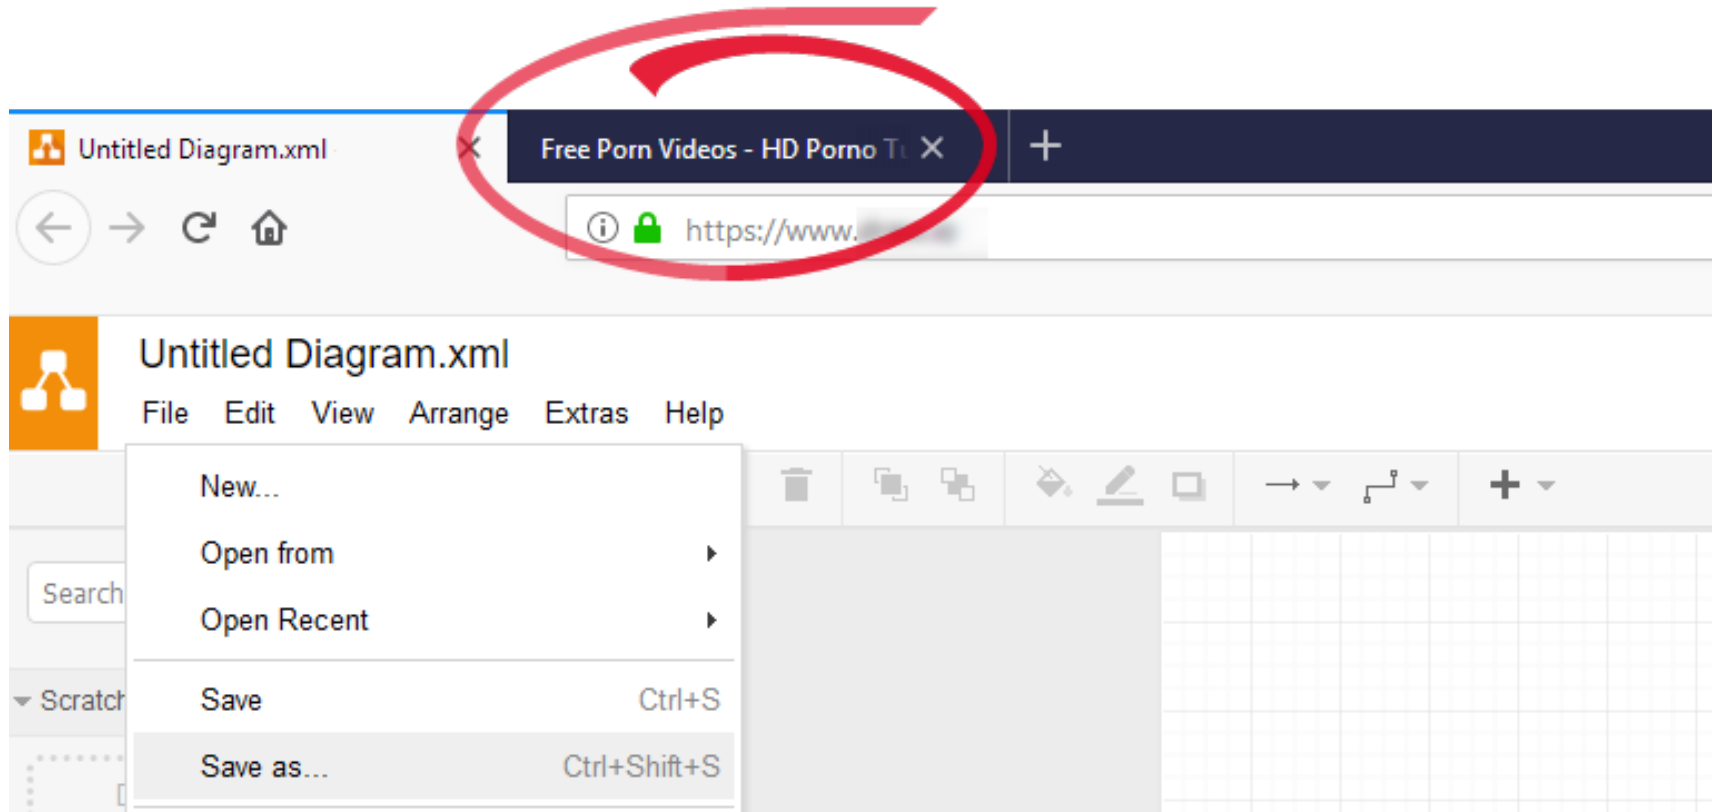 Untitled Diagram.xml
Free Porn Videos - HD Porno
https://www.
Untitled Diagram.xml
File Edit View Arrange Extras Help
New...
Open from
Search
Open Recent
Scratch
Save Ctrl+S
Save as... Ctrl+Shift+S